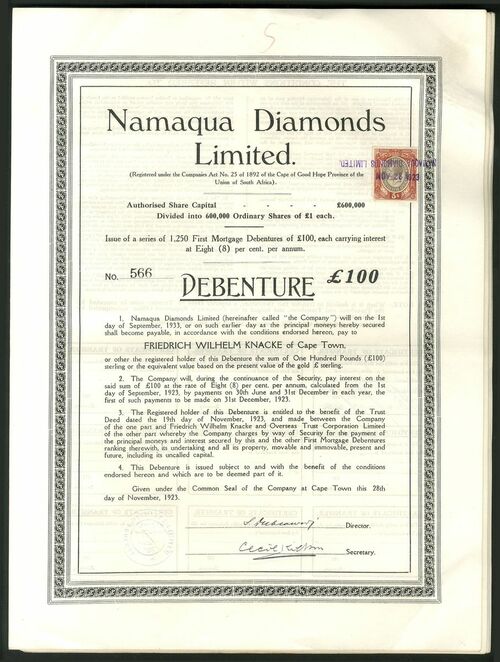 5
Namaqua Diamonds
Limited.
(Registered under the Companies Act No. 25 of 1892 of the Cape of Good Hope Province of the
Union of South Africa).
NAMAQUA DIAMONDS LIMITED.
Authorised Share Capital - - - - £600,000
Divided into 600,000 Ordinary Shares of £1 each.
Issue of a series of 1,250 First Mortgage Debentures of £100, each carrying interest
at Eight (8) per cent. per annum.
No. 566
DEBENTURE £100
1. Namaqua Diamonds Limited (hereinafter called "the Company") will on the 1st
day of September, 1933, or on such earlier day as the principal moneys hereby secured
shall become payable, in accordance with the conditions endorsed hereon, pay to
FRIEDRICH WILHELM KNACKE of Cape Town,
or other the registered holder of this Debenture the sum of One Hundred Pounds (£100)
sterling or the equivalent value based on the present value of the gold £ sterling.
2. The Company will, during the continuance of the Security, pay interest on the
said sum of £100 at the rate of Eight (8) per cent. per annum, calculated from the 1st
day of September, 1923, by payments on 30th June and 31st December in each year, the
first of such payments to be made on 31st December, 1923.
3. The Registered holder of this Debenture is entitled to the benefit of the Trust
Deed dated the 19th day of November, 1923, and made between the Company
of the one part and Friedrich Wilhelm Knacke and Overseas Trust Corporation Limited
of the other part whereby the Company charges by way of Security for the payment of
the principal moneys and interest secured by this and the other First Mortgage Debentures
ranking therewith, its undertaking and all its property, movable and immovable, present and
future, including its uncalled capital.
4. This Debenture is issued subject to and with the benefit of the conditions
endorsed hereon and which are to be deemed part of it.
Given under the Common Seal of the Company at Cape Town this 28th
day of November, 1923.
Director.
Secretary.